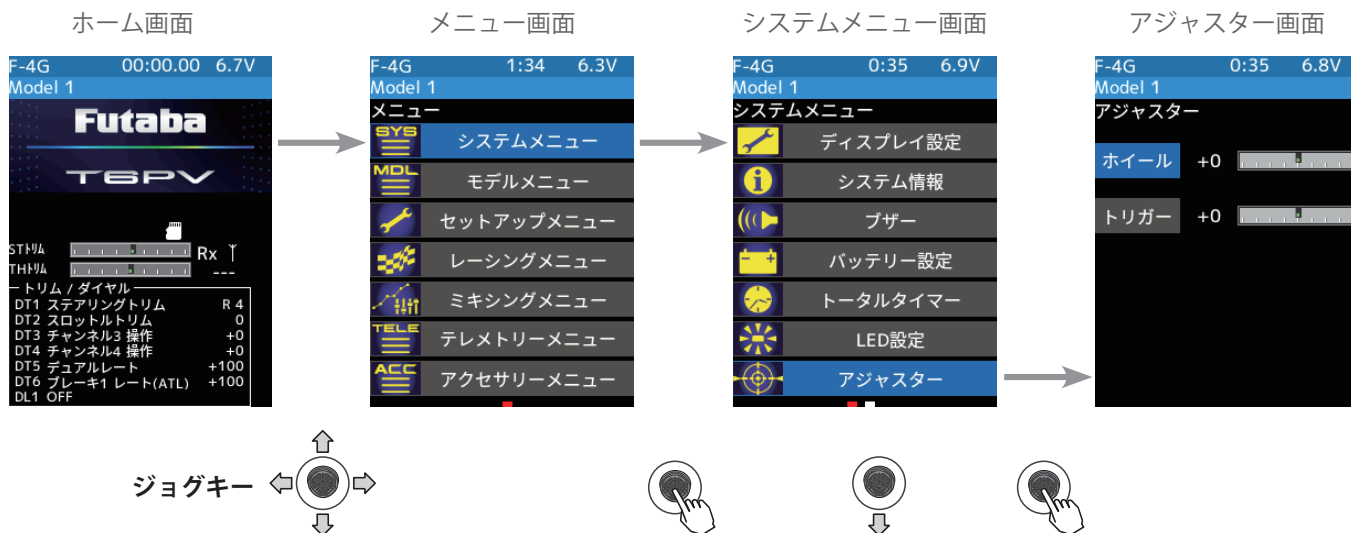 ホーム画面
F-4G 00:00.00 6.7V
Model 1
Futaba
T6PV
STﾄﾘﾑ
Rx
THﾄﾘﾑ
---
トリム / ダイヤル
DT1 ステアリングトリム R 4
DT2 スロットルトリム 0
DT3 チャンネル3 操作 +0
DT4 チャンネル4 操作 +0
DT5 デュアルレート +100
DT6 ブレーキ1 レート(ATL) +100
DL1 OFF
メニュー画面
F-4G 1:34 6.3V
Model 1
メニュー
SYS システムメニュー
MDL モデルメニュー
セットアップメニュー
レーシングメニュー
ミキシングメニュー
TELE テレメトリーメニュー
ACC アクセサリーメニュー
システムメニュー画面
F-4G 0:35 6.9V
Model 1
システムメニュー
ディスプレイ設定
システム情報
ブザー
バッテリー設定
トータルタイマー
LED設定
アジャスター
アジャスター画面
F-4G 0:35 6.8V
Model 1
アジャスター
ホイール +0
トリガー +0
ジョグキー